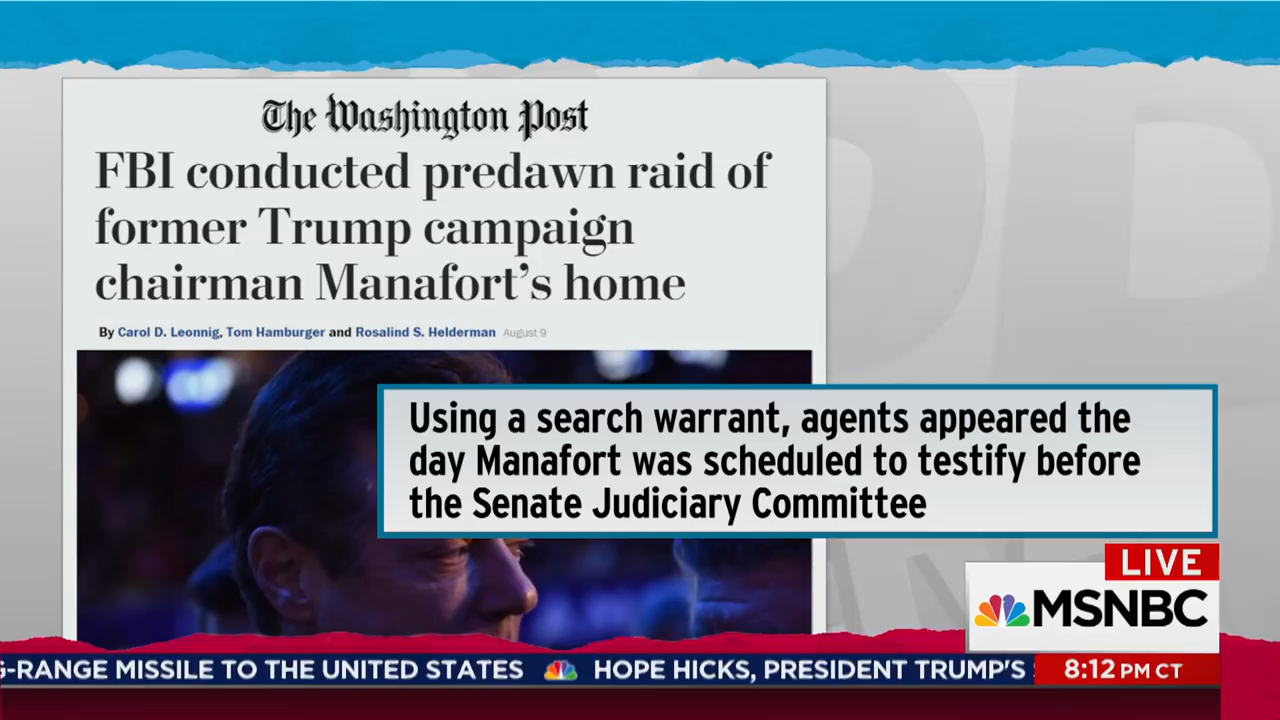 The Washington Post
FBI conducted predawn raid of
former Trump campaign
chairman Manafort's home
By Carol D. Leonnig, Tom Hamburger and Rosalind S. Helderman August 9
Using a search warrant, agents appeared the
day Manafort was scheduled to testify before
the Senate Judiciary Committee
LIVE
MSNBC
-RANGE MISSILE TO THE UNITED STATES HOPE HICKS, PRESIDENT TRUMP'S
8:12 PM CT